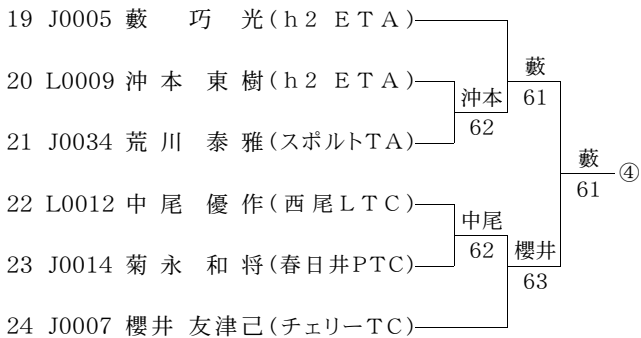 19 J0005 藪 巧 光(h2 ETA)
20 L0009 沖本 東樹(h2 ETA)
21 J0034 荒川 泰雅(スポルトTA)
22 L0012 中尾 優作(西尾LTC)
23 J0014 菊永 和将(春日井PTC)
24 J0007 櫻井 友津己(チェリーTC)
沖本
62
中尾
62
藪
61
櫻井
63
藪
61
④